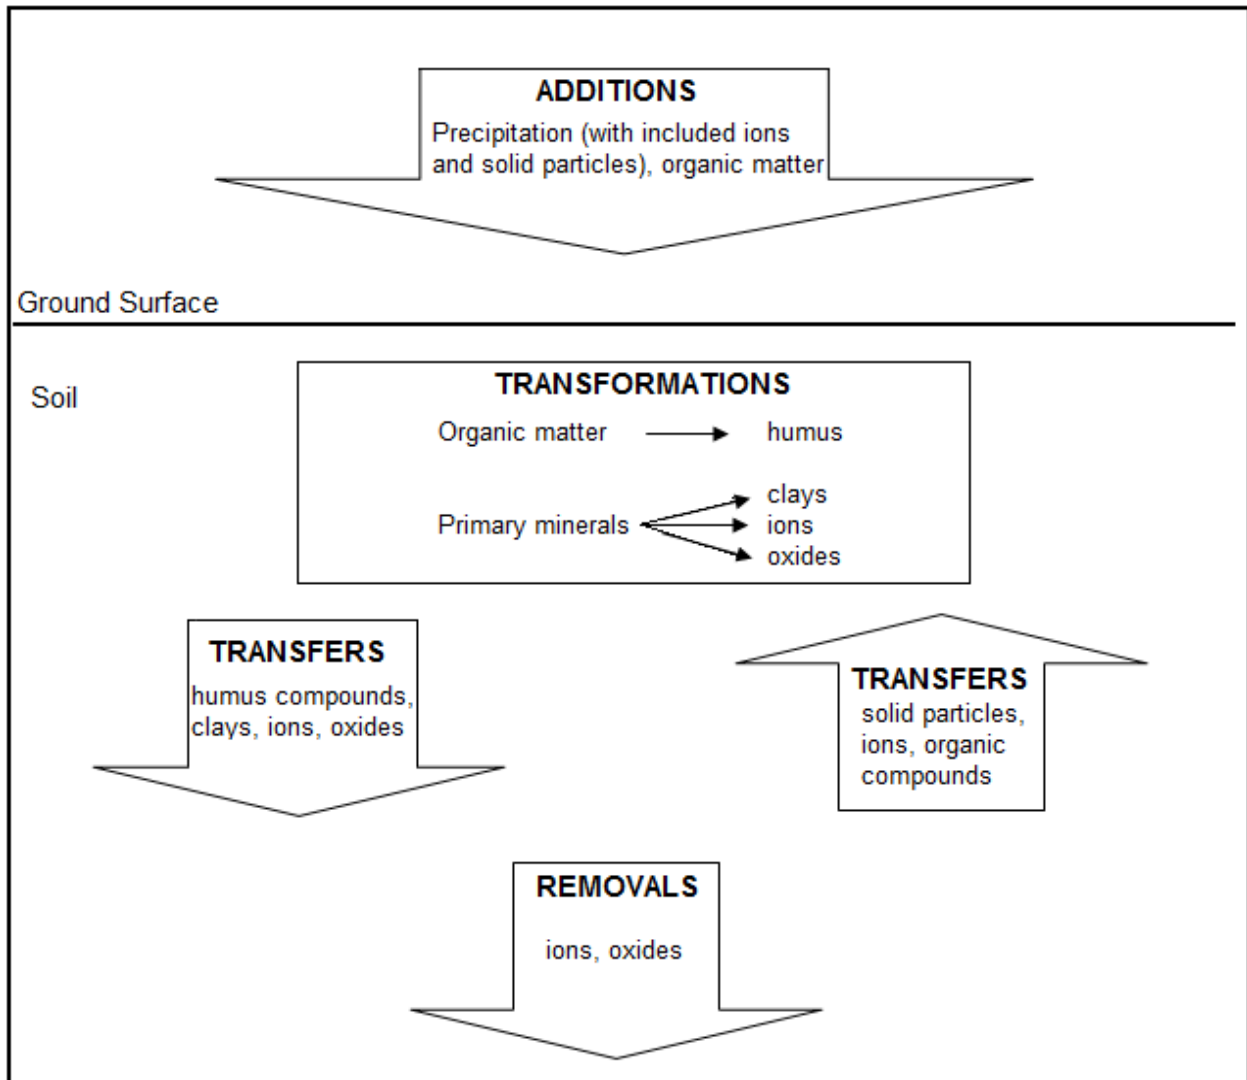 ADDITIONS
Precipitation (with included ions
and solid particles), organic matter
Ground Surface
Soil
TRANSFORMATIONS
Organic matter
humus
Primary minerals
clays
ions
oxides
TRANSFERS
humus compounds,
clays, ions, oxides
TRANSFERS
solid particles,
ions, organic
compounds
REMOVALS
ions, oxides